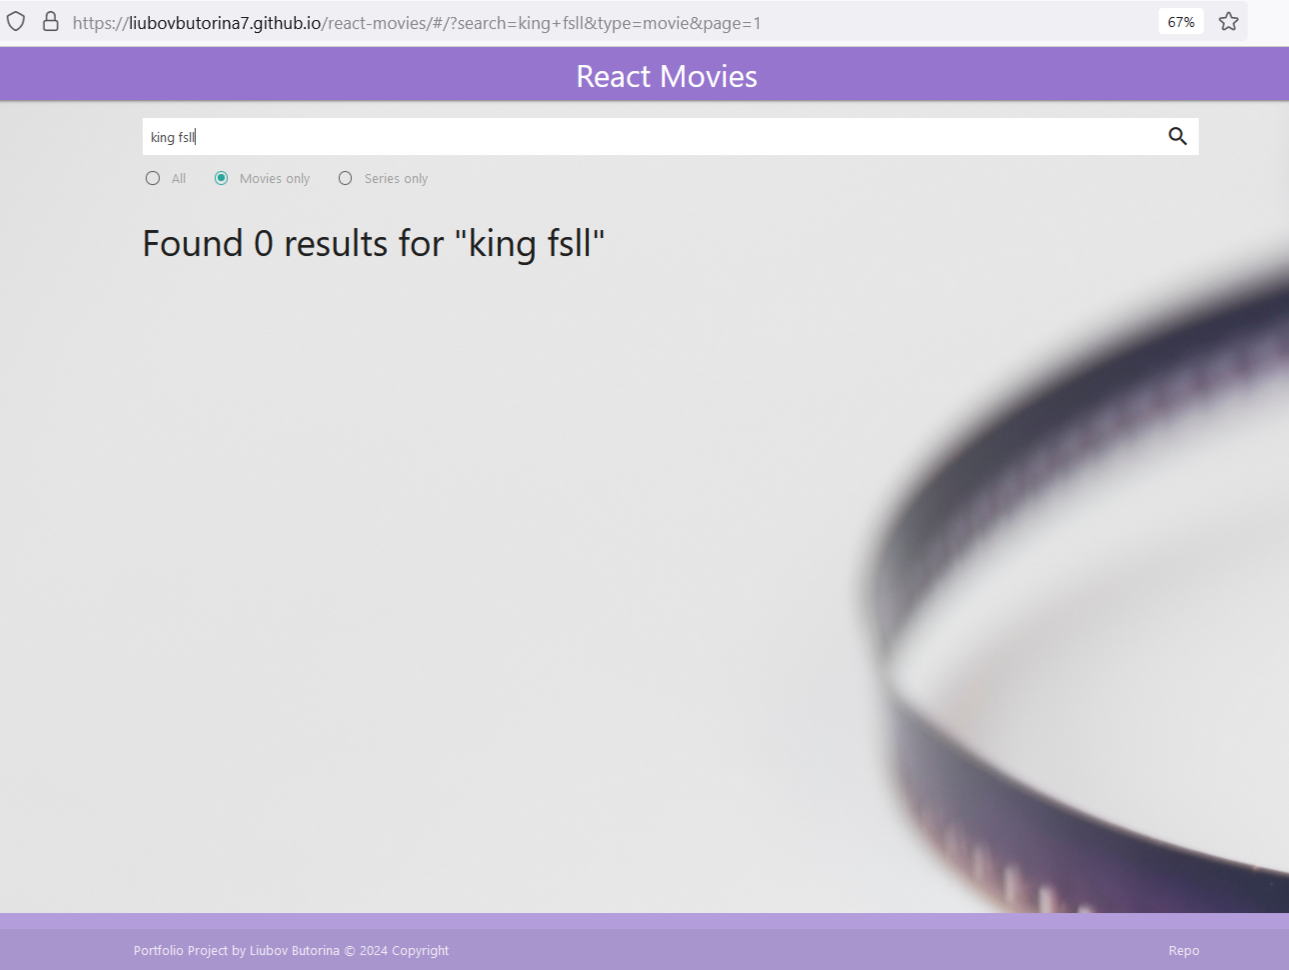 https://liubovbutorina7.github.io/react-movies/#/?search=king+fsll&type=movie&page=1
67%
React Movies
king fsll
All Movies only Series only
Found 0 results for "king fsll"
Portfolio Project by Liubov Butorina © 2024 Copyright
Repo